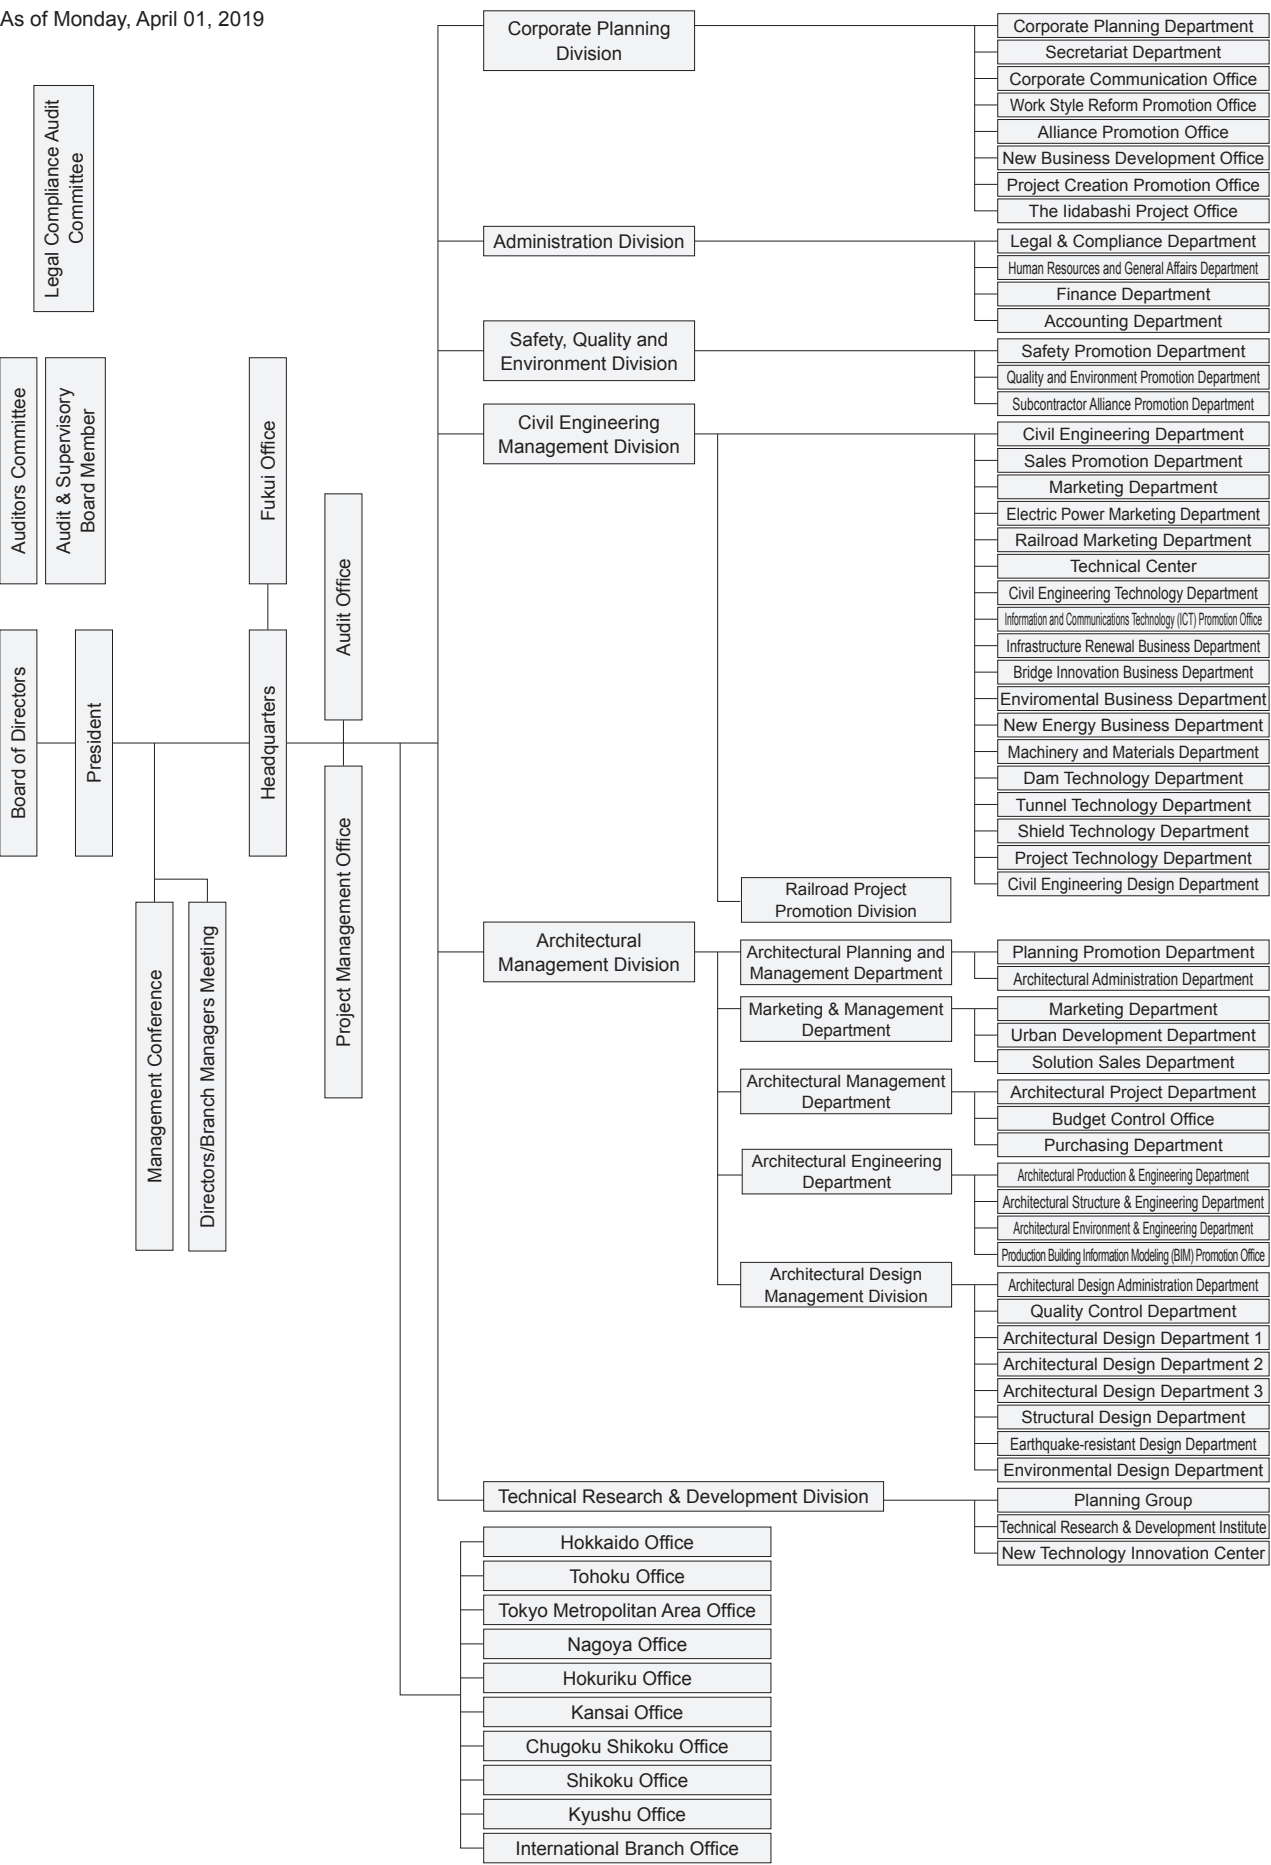 As of Monday, April 01, 2019
Legal Compliance Audit
Committee
Auditors Committee
Audit & Supervisory
Board Member
Fukui Office
Audit Office
Board of Directors
President
Headquarters
Project Management Office
Management Conference
Directors/Branch Managers Meeting
Corporate Planning
Division
Corporate Planning Department
Secretariat Department
Corporate Communication Office
Work Style Reform Promotion Office
Alliance Promotion Office
New Business Development Office
Project Creation Promotion Office
The Iidabashi Project Office
Administration Division
Legal & Compliance Department
Human Resources and General Affairs Department
Finance Department
Accounting Department
Safety, Quality and
Environment Division
Safety Promotion Department
Quality and Environment Promotion Department
Subcontractor Alliance Promotion Department
Civil Engineering
Management Division
Civil Engineering Department
Sales Promotion Department
Marketing Department
Electric Power Marketing Department
Railroad Marketing Department
Technical Center
Civil Engineering Technology Department
Information and Communications Technology (ICT) Promotion Office
Infrastructure Renewal Business Department
Bridge Innovation Business Department
Enviromental Business Department
New Energy Business Department
Machinery and Materials Department
Dam Technology Department
Tunnel Technology Department
Shield Technology Department
Project Technology Department
Civil Engineering Design Department
Railroad Project
Promotion Division
Architectural
Management Division
Architectural Planning and
Management Department
Planning Promotion Department
Architectural Administration Department
Marketing & Management
Department
Marketing Department
Urban Development Department
Solution Sales Department
Architectural Management
Department
Architectural Project Department
Budget Control Office
Purchasing Department
Architectural Engineering
Department
Architectural Production & Engineering Department
Architectural Structure & Engineering Department
Architectural Environment & Engineering Department
Production Building Information Modeling (BIM) Promotion Office
Architectural Design
Management Division
Architectural Design Administration Department
Quality Control Department
Architectural Design Department 1
Architectural Design Department 2
Architectural Design Department 3
Structural Design Department
Earthquake-resistant Design Department
Environmental Design Department
Technical Research & Development Division
Planning Group
Technical Research & Development Institute
New Technology Innovation Center
Hokkaido Office
Tohoku Office
Tokyo Metropolitan Area Office
Nagoya Office
Hokuriku Office
Kansai Office
Chugoku Shikoku Office
Shikoku Office
Kyushu Office
International Branch Office